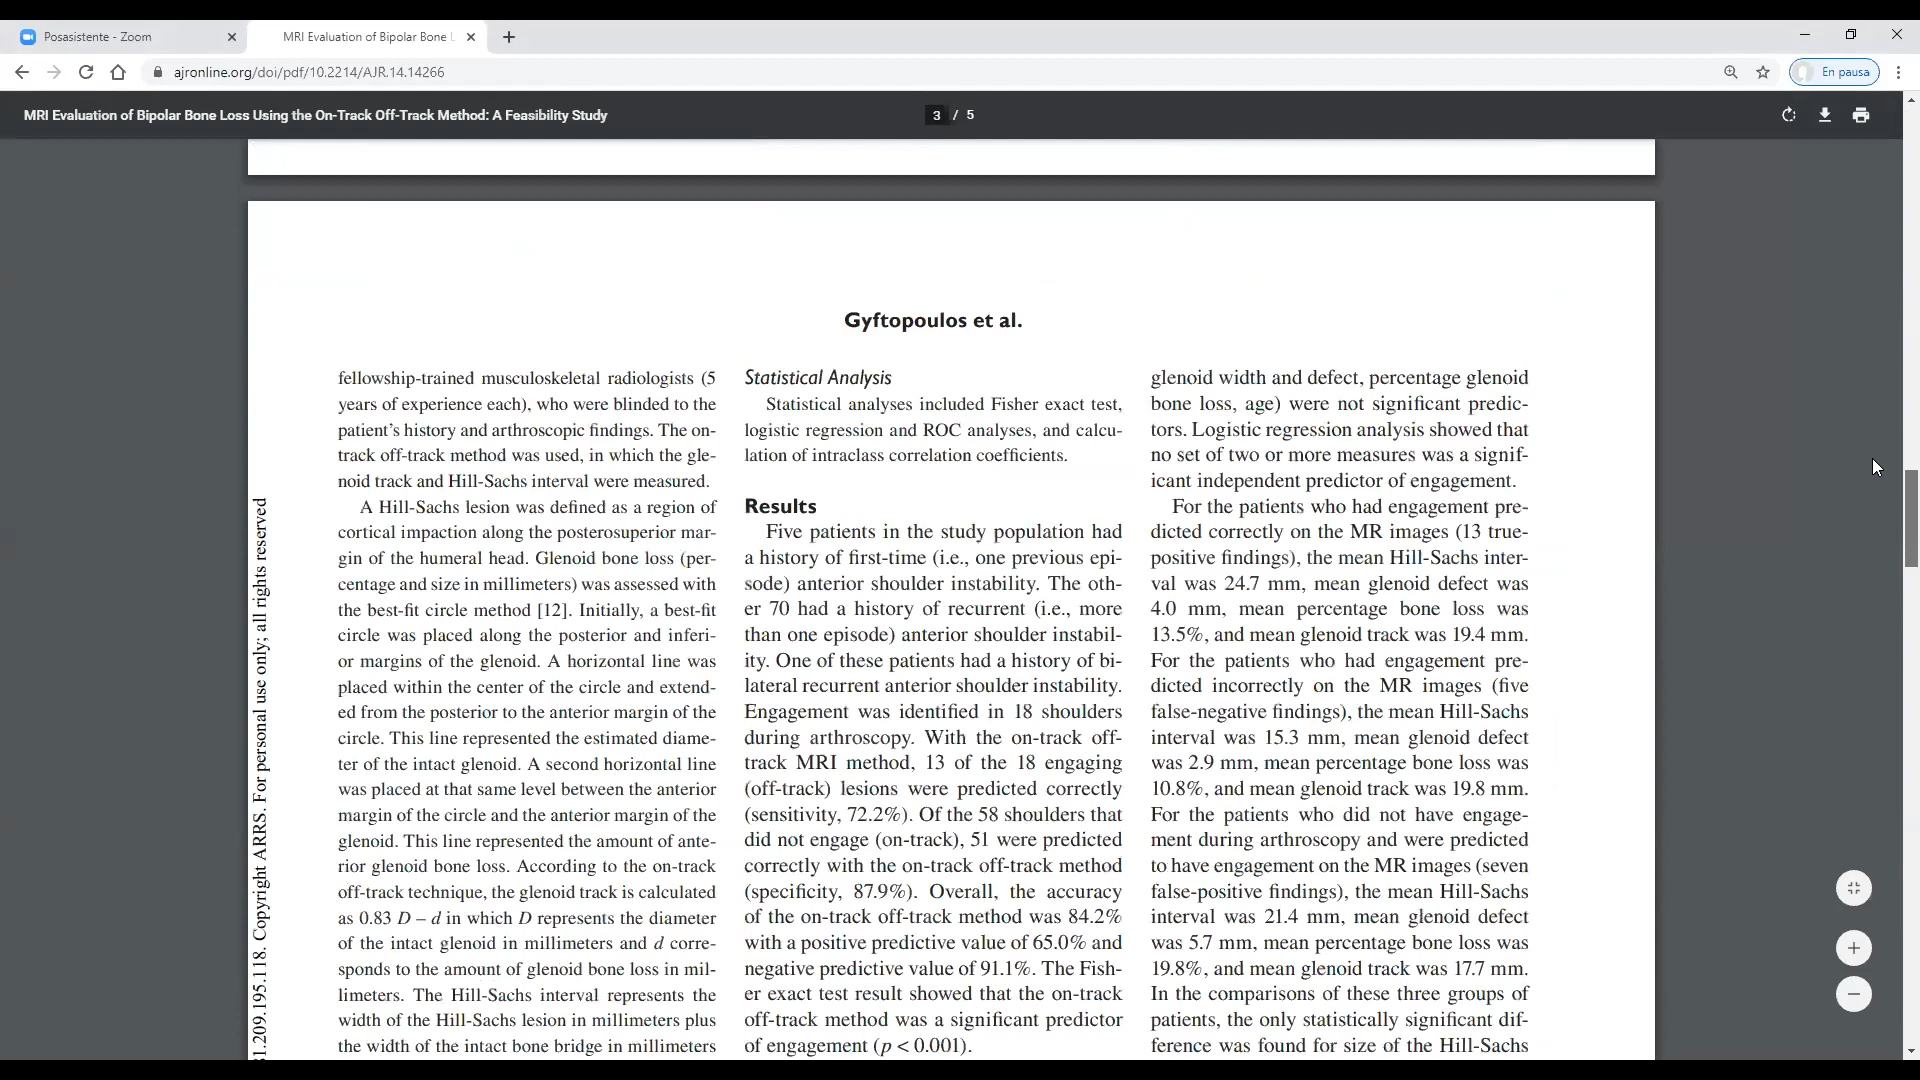 Posasistente - Zoom
MRI Evaluation of Bipolar Bone L
ajronline.org/doi/pdf/10.2214/AJR.14.14266
En pausa
MRI Evaluation of Bipolar Bone Loss Using the On-Track Off-Track Method: A Feasibility Study
3 / 5
Gyftopoulos et al.
fellowship-trained musculoskeletal radiologists (5
years of experience each), who were blinded to the
patient's history and arthroscopic findings. The on-
track off-track method was used, in which the gle-
noid track and Hill-Sachs interval were measured.
A Hill-Sachs lesion was defined as a region of
cortical impaction along the posterosuperior mar-
gin of the humeral head. Glenoid bone loss (per-
centage and size in millimeters) was assessed with
the best-fit circle method [12]. Initially, a best-fit
circle was placed along the posterior and inferi-
or margins of the glenoid. A horizontal line was
placed within the center of the circle and extend-
ed from the posterior to the anterior margin of the
circle. This line represented the estimated diame-
ter of the intact glenoid. A second horizontal line
was placed at that same level between the anterior
margin of the circle and the anterior margin of the
glenoid. This line represented the amount of ante-
rior glenoid bone loss. According to the on-track
off-track technique, the glenoid track is calculated
as 0.83 D – d in which D represents the diameter
of the intact glenoid in millimeters and d corre-
sponds to the amount of glenoid bone loss in mil-
limeters. The Hill-Sachs interval represents the
width of the Hill-Sachs lesion in millimeters plus
the width of the intact bone bridge in millimeters
Statistical Analysis
Statistical analyses included Fisher exact test,
logistic regression and ROC analyses, and calcu-
lation of intraclass correlation coefficients.
Results
Five patients in the study population had
a history of first-time (i.e., one previous epi-
sode) anterior shoulder instability. The oth-
er 70 had a history of recurrent (i.e., more
than one episode) anterior shoulder instabil-
ity. One of these patients had a history of bi-
lateral recurrent anterior shoulder instability.
Engagement was identified in 18 shoulders
during arthroscopy. With the on-track off-
track MRI method, 13 of the 18 engaging
(off-track) lesions were predicted correctly
(sensitivity, 72.2%). Of the 58 shoulders that
did not engage (on-track), 51 were predicted
correctly with the on-track off-track method
(specificity, 87.9%). Overall, the accuracy
of the on-track off-track method was 84.2%
with a positive predictive value of 65.0% and
negative predictive value of 91.1%. The Fish-
er exact test result showed that the on-track
off-track method was a significant predictor
of engagement (p < 0.001).
glenoid width and defect, percentage glenoid
bone loss, age) were not significant predic-
tors. Logistic regression analysis showed that
no set of two or more measures was a signif-
icant independent predictor of engagement.
For the patients who had engagement pre-
dicted correctly on the MR images (13 true-
positive findings), the mean Hill-Sachs inter-
val was 24.7 mm, mean glenoid defect was
4.0 mm, mean percentage bone loss was
13.5%, and mean glenoid track was 19.4 mm.
For the patients who had engagement pre-
dicted incorrectly on the MR images (five
false-negative findings), the mean Hill-Sachs
interval was 15.3 mm, mean glenoid defect
was 2.9 mm, mean percentage bone loss was
10.8%, and mean glenoid track was 19.8 mm.
For the patients who did not have engage-
ment during arthroscopy and were predicted
to have engagement on the MR images (seven
false-positive findings), the mean Hill-Sachs
interval was 21.4 mm, mean glenoid defect
was 5.7 mm, mean percentage bone loss was
19.8%, and mean glenoid track was 17.7 mm.
In the comparisons of these three groups of
patients, the only statistically significant dif-
ference was found for size of the Hill-Sachs
31.209.195.118. Copyright ARRS. For personal use only; all rights reserved